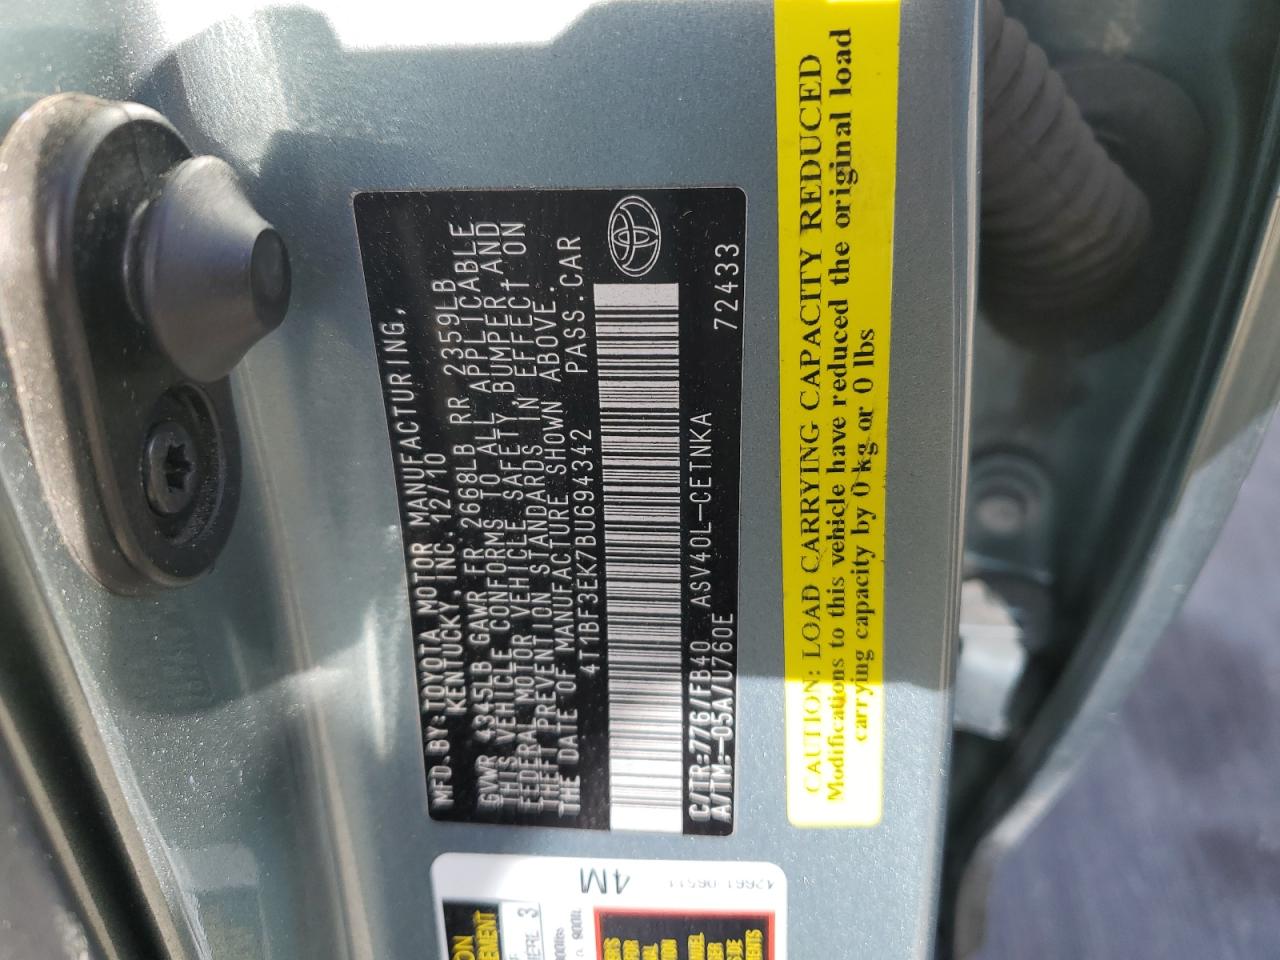 MFD.BY:TOYOTA MOTOR MANUFACTURING,
KENTUCKY, INC. 12/10
GVWR 4345LB GAWR FR 2668LB RR 2359LB
THIS VEHICLE CONFORMS TO ALL APPLICABLE
FEDERAL MOTOR VEHICLE SAFETY, BUMPER, AND
THEFT PREVENTION STANDARDS IN EFFECT ON
THE DATE OF MANUFACTURE SHOWN ABOVE.
4T1BF3EK7BU694342 PASS.CAR
C/TR:776/FB40 ASV40L-CETNKA
A/TM:-05A/U760E 72433
CAUTION: LOAD CARRYING CAPACITY REDUCED
Modifications to this vehicle have reduced the original load
carrying capacity by 0 kg or 0 lbs
4M
42661-06511
3